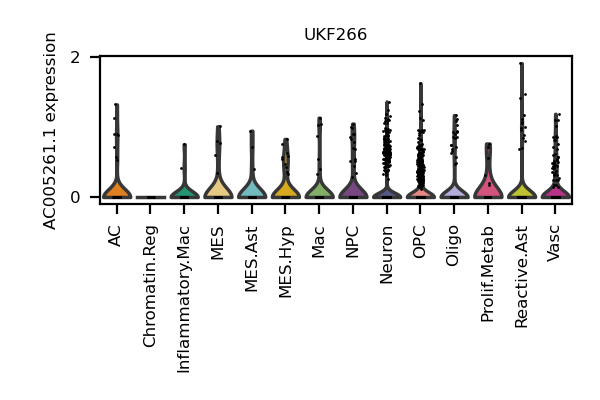 UKF266
AC005261.1 expression
2
0
AC
Chromatin.Reg
Inflammatory.Mac
MES
MES.Ast
MES.Hyp
Mac
NPC
Neuron
OPC
Oligo
Prolif.Metab
Reactive.Ast
Vasc